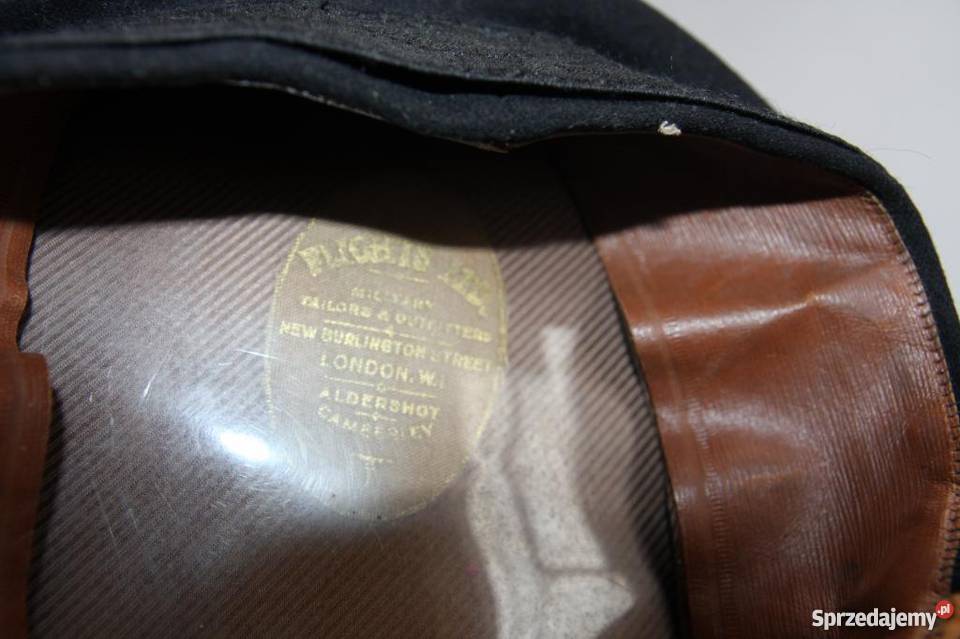 FLIGHTS LTD.
MILITARY
TAILORS & OUTFITTERS
NEW BURLINGTON STREET
LONDON, W.1
ALDERSHOT
CAMBERLEY
Sprzedajemy.pl